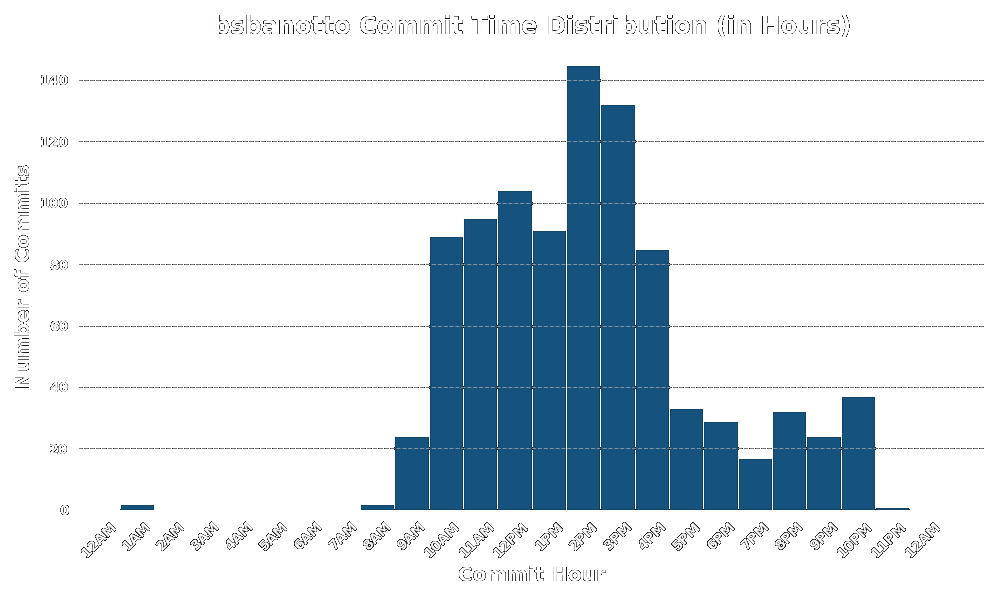 bsbanotto Commit Time Distribution (in Hours)
140
120
100
80
60
40
20
0
Number of Commits
12AM 1AM 2AM 3AM 4AM 5AM 6AM 7AM 8AM 9AM 10AM 11AM 12PM 1PM 2PM 3PM 4PM 5PM 6PM 7PM 8PM 9PM 10PM 11PM 12AM
Commit Hour